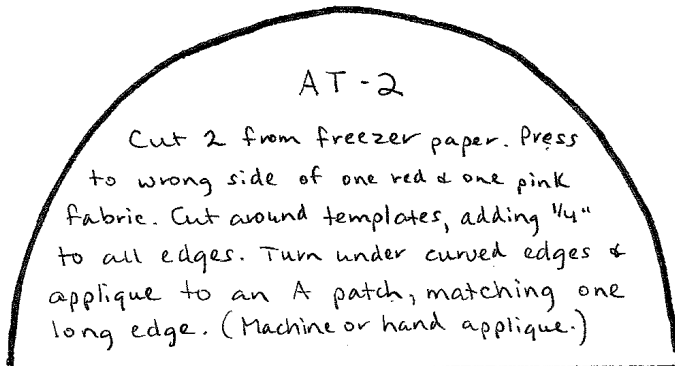 AT-2
Cut 2 from freezer paper. Press
to wrong side of one red & one pink
fabric. Cut around templates, adding 1/4"
to all edges. Turn under curved edges &
applique to an A patch, matching one
long edge. (Machine or hand applique.)